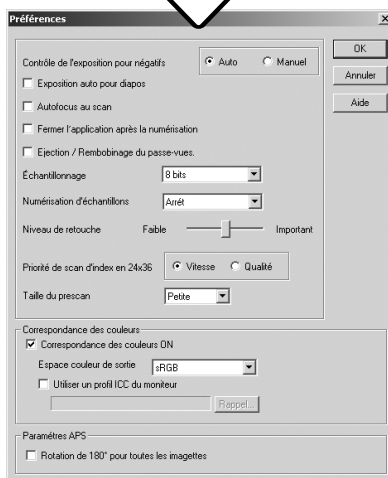 Préférences
OK
Contrôle de l'exposition pour négatifs Auto Manuel
Annuler
Exposition auto pour diapos
Aide
Autofocus au scan
Fermer l'application après la numérisation
Ejection / Rembobinage du passe-vues.
Échantillonnage 8 bits
Numérisation d'échantillons Arrêt
Niveau de retouche Faible Important
Priorité de scan d'index en 24x36 Vitesse Qualité
Taille du prescan Petite
Correspondance des couleurs
Correspondance des couleurs ON
Espace couleur de sortie sRGB
Utiliser un profil ICC du moniteur
Rappel...
Paramètres APS
Rotation de 180° pour toutes les imagettes